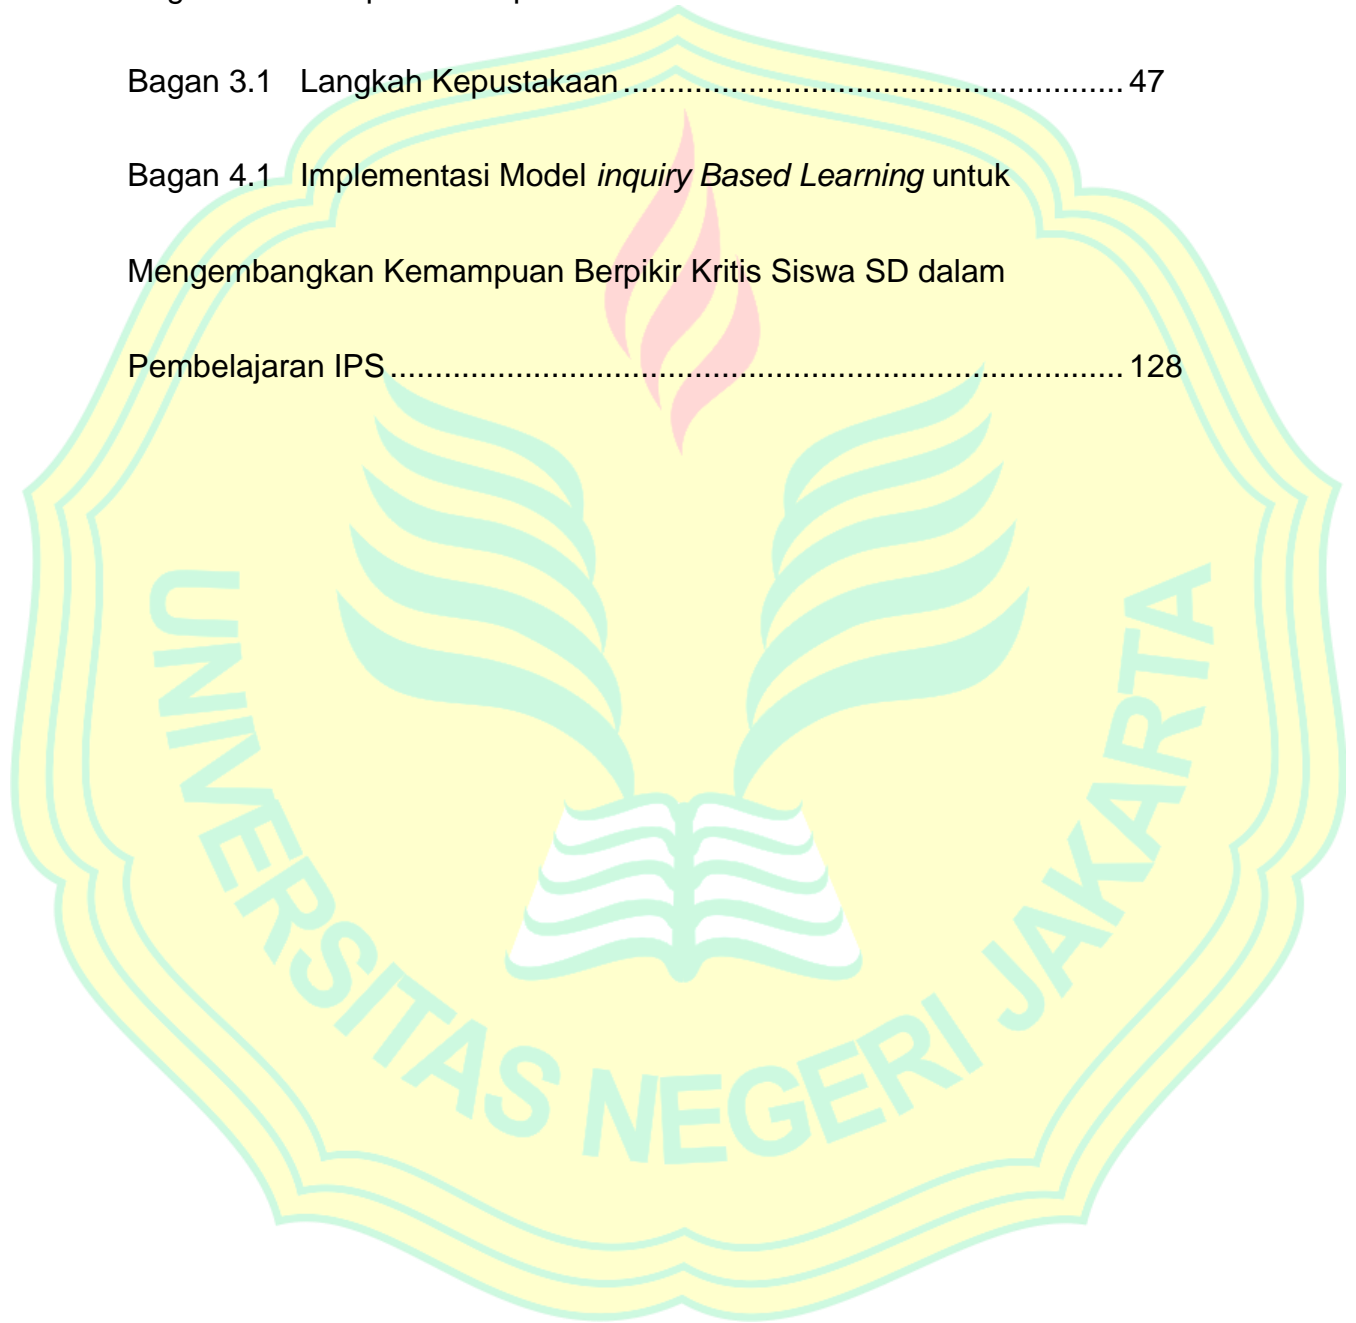 Bagan 3.1 Langkah Kepustakaan ........................................................ 47
Bagan 4.1 Implementasi Model inquiry Based Learning untuk
Mengembangkan Kemampuan Berpikir Kritis Siswa SD dalam
Pembelajaran IPS .................................................................................. 128
UNIVERSITAS NEGERI JAKARTA